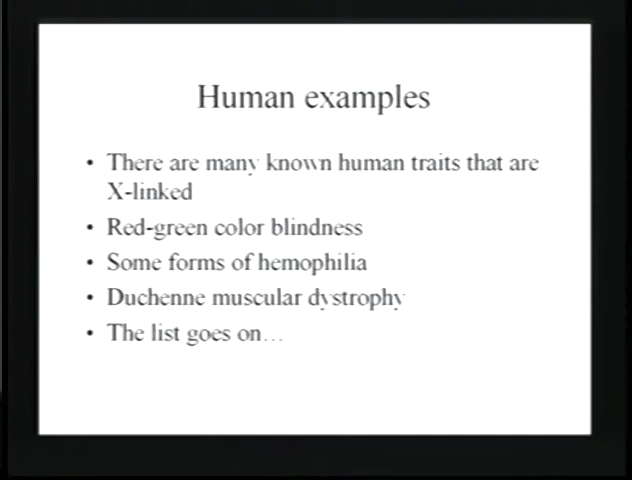 Human examples
• There are many known human traits that are
X-linked
• Red-green color blindness
• Some forms of hemophilia
• Duchenne muscular dystrophy
• The list goes on...